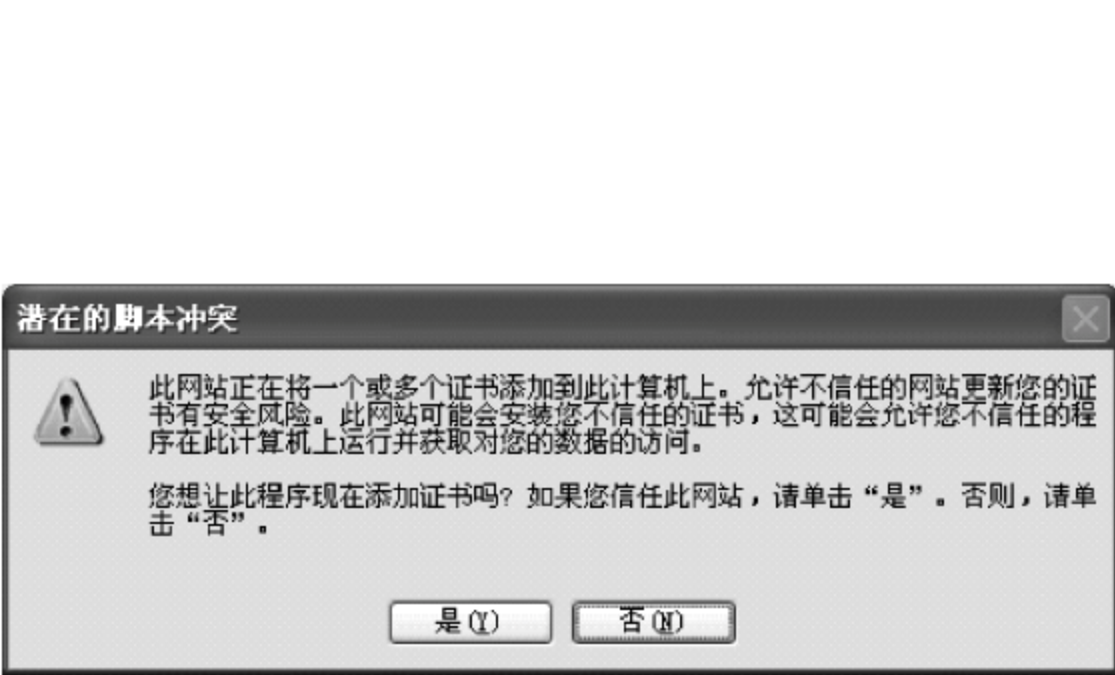 潜在的脚本冲突
此网站正在将一个或多个证书添加到此计算机上。允许不信任的网站更新您的证
书有安全风险。此网站可能会安装您不信任的证书，这可能会允许您不信任的程
序在此计算机上运行并获取对您的数据的访问。
您想让此程序现在添加证书吗？如果您信任此网站，请单击“是”。否则，请单
击“否”。
是(Y) 否(N)